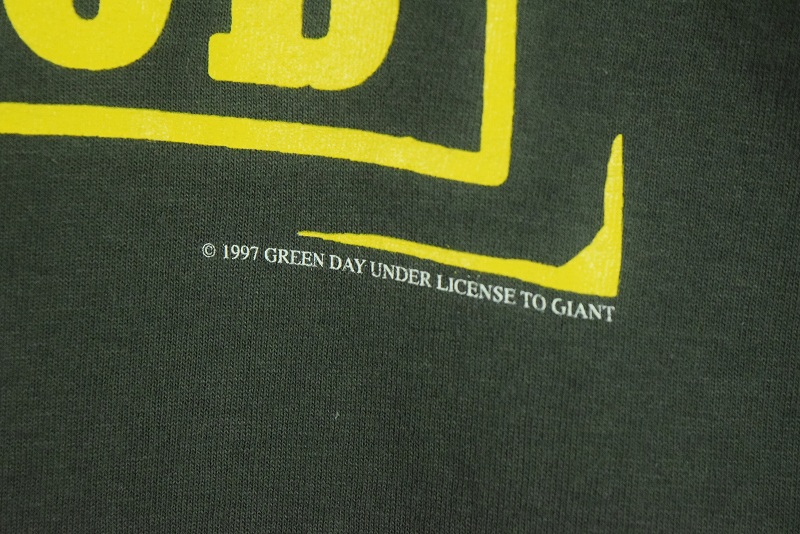 © 1997 GREEN DAY UNDER LICENSE TO GIANT